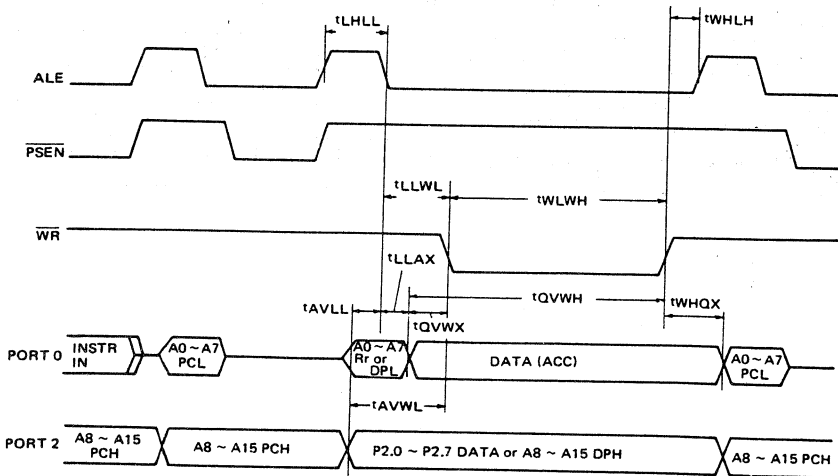 tLHLL
tWHLH
ALE
PSEN
tLLWL
tWLWH
WR
tLLAX
tAVLL
tQVWH
tWHQX
tQVWX
PORT 0
INSTR
IN
A0 ~ A7
PCL
A0 ~ A7
Rr or
DPL
DATA (ACC)
A0 ~ A7
PCL
tAVWL
PORT 2
A8 ~ A15
PCH
A8 ~ A15 PCH
P2.0 ~ P2.7 DATA or A8 ~ A15 DPH
A8 ~ A15 PCH